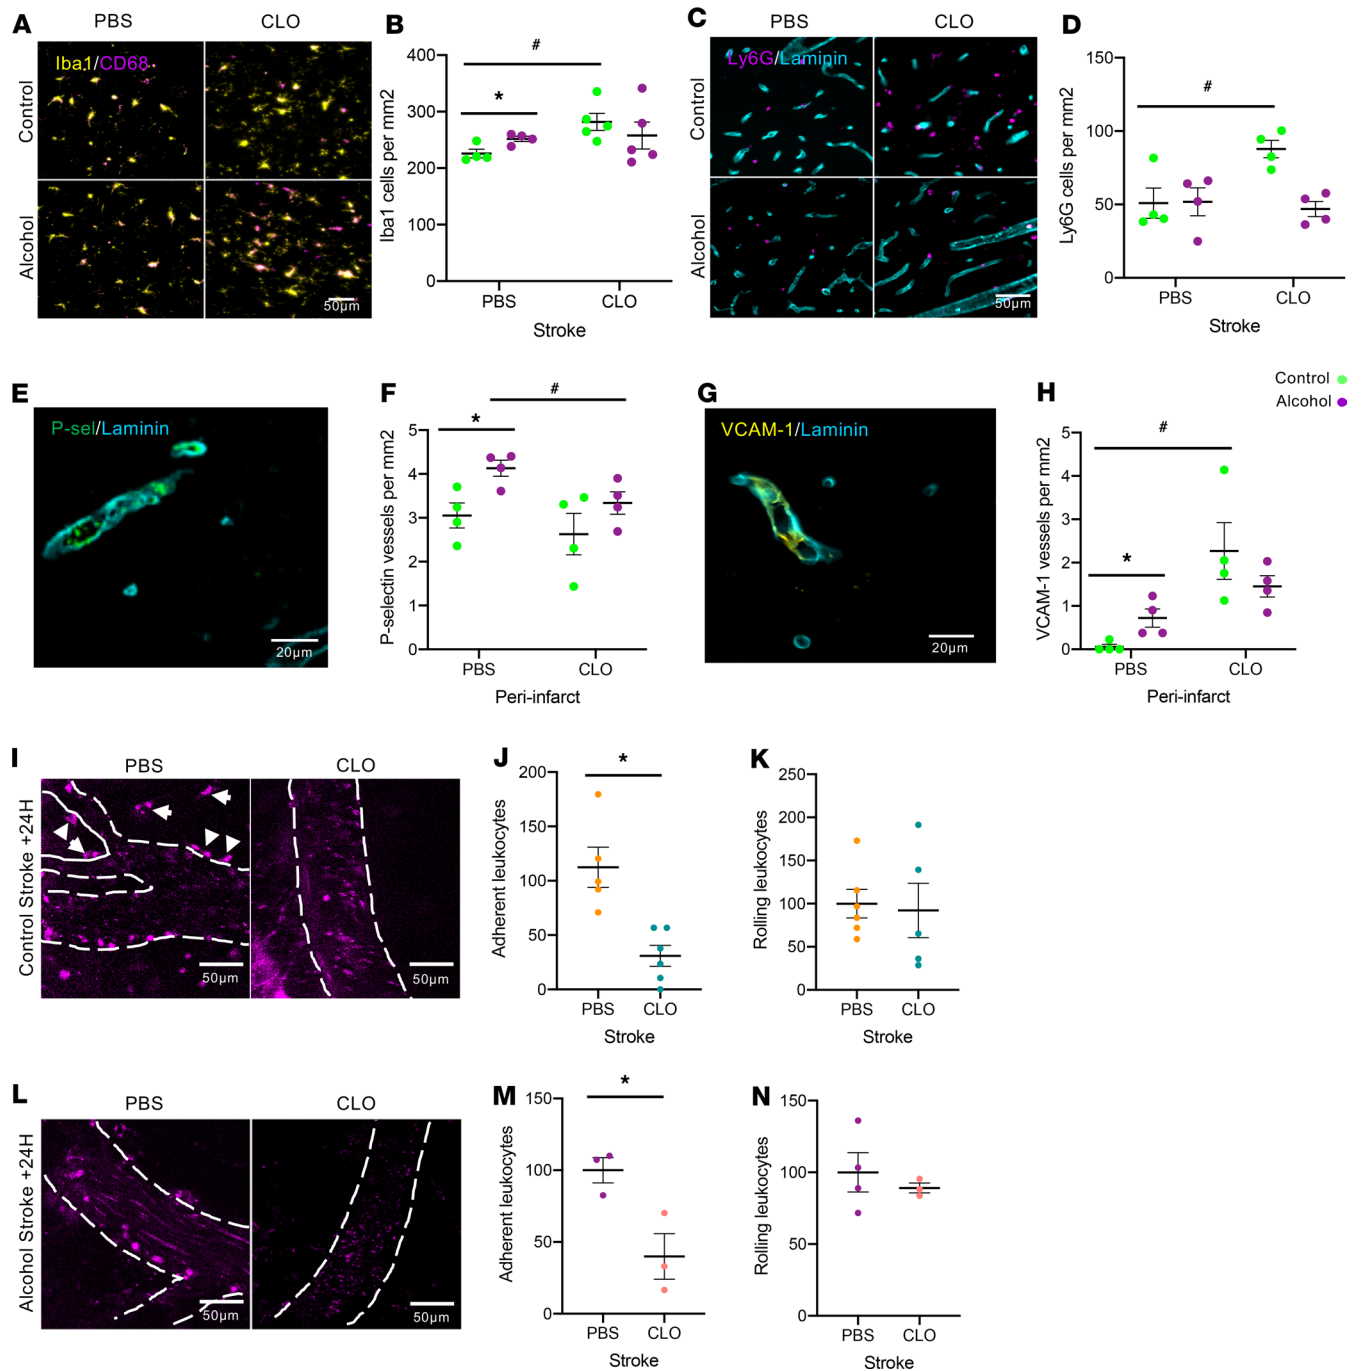 A
PBS
CLO
Control
Alcohol
Iba1/CD68
50µm
B
#
*
Iba1 cells per mm2
400
300
200
100
0
PBS
CLO
Stroke
C
PBS
CLO
Control
Alcohol
Ly6G/Laminin
50µm
D
#
Ly6G cells per mm2
150
100
50
0
PBS
CLO
Stroke
E
P-sel/Laminin
20µm
F
#
*
P-selectin vessels per mm2
5
4
3
2
1
0
PBS
CLO
Peri-infarct
G
VCAM-1/Laminin
20µm
Control
Alcohol
H
#
*
VCAM-1 vessels per mm2
5
4
3
2
1
0
PBS
CLO
Peri-infarct
I
PBS
CLO
Control Stroke +24H
50µm
50µm
J
*
Adherent leukocytes
200
150
100
50
0
PBS
CLO
Stroke
K
Rolling leukocytes
250
200
150
100
50
0
PBS
CLO
Stroke
L
PBS
CLO
Alcohol Stroke +24H
50µm
50µm
M
*
Adherent leukocytes
150
100
50
0
PBS
CLO
Stroke
N
Rolling leukocytes
150
100
50
0
PBS
CLO
Stroke